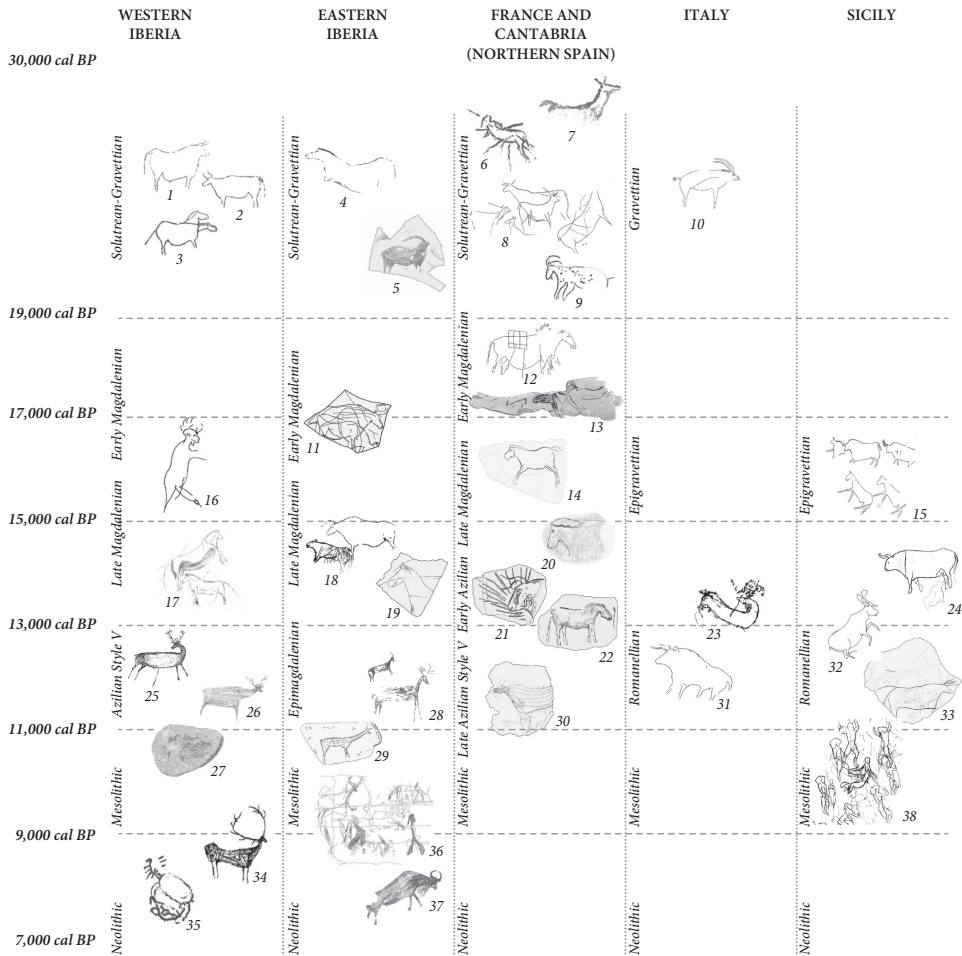 WESTERN IBERIA
EASTERN IBERIA
FRANCE AND CANTABRIA (NORTHERN SPAIN)
ITALY
SICILY
30,000 cal BP
Solutrean-Gravettian
1
2
3
Solutrean-Gravettian
4
5
Solutrean-Gravettian
6
7
8
9
Gravettian
10
19,000 cal BP
Early Magdalenian
Early Magdalenian
11
Early Magdalenian
12
13
17,000 cal BP
16
Late Magdalenian
14
Epigravettian
Epigravettian
15
15,000 cal BP
Late Magdalenian
17
Late Magdalenian
18
19
Early Azilian
20
21
22
23
24
13,000 cal BP
Azilian Style V
25
26
27
Epimagdalenian
28
29
Late Azilian Style V
30
Romanellian
31
Romanellian
32
33
11,000 cal BP
Mesolithic
36
Mesolithic
Mesolithic
Mesolithic
38
9,000 cal BP
Neolithic
34
35
Neolithic
37
Neolithic
Neolithic
7,000 cal BP